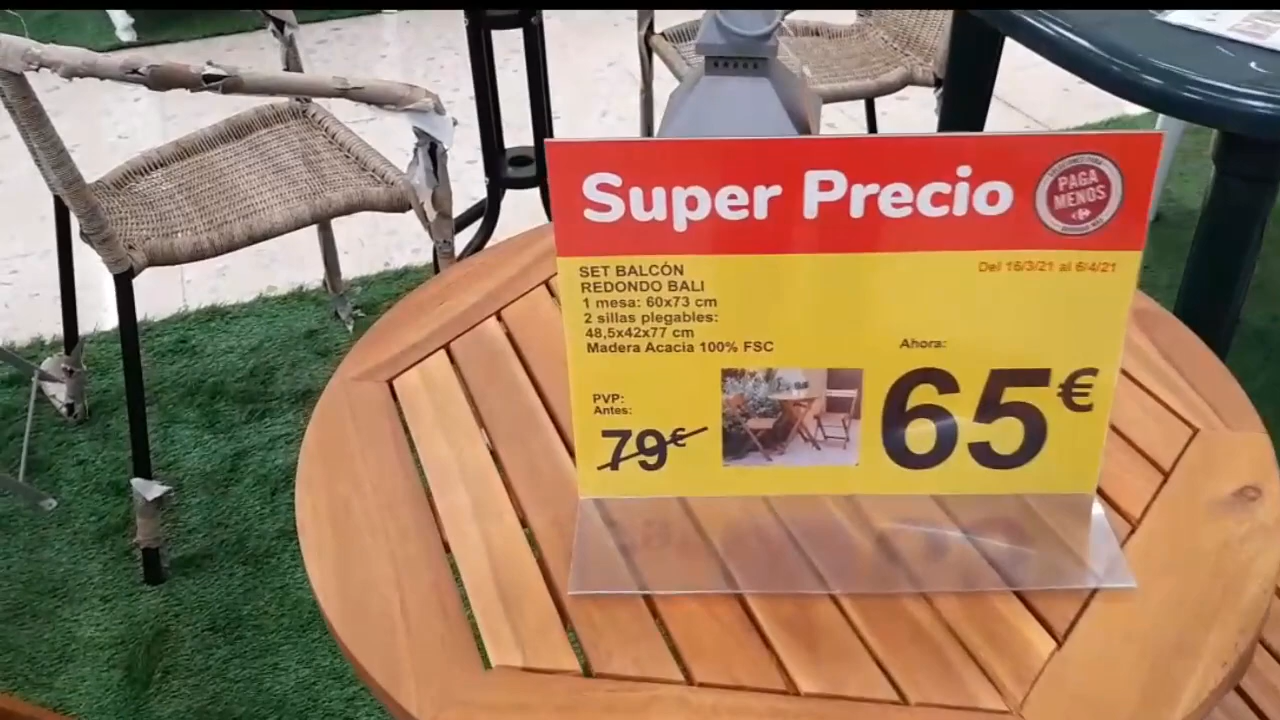 Super Precio
PAGA
MENOS
SET BALCÓN
REDONDO BALI
1 mesa: 60x73 cm
2 sillas plegables:
48,5x42x77 cm
Madera Acacia 100% FSC
Del 16/3/21 al 6/4/21
PVP:
Antes:
79€
Ahora:
65€